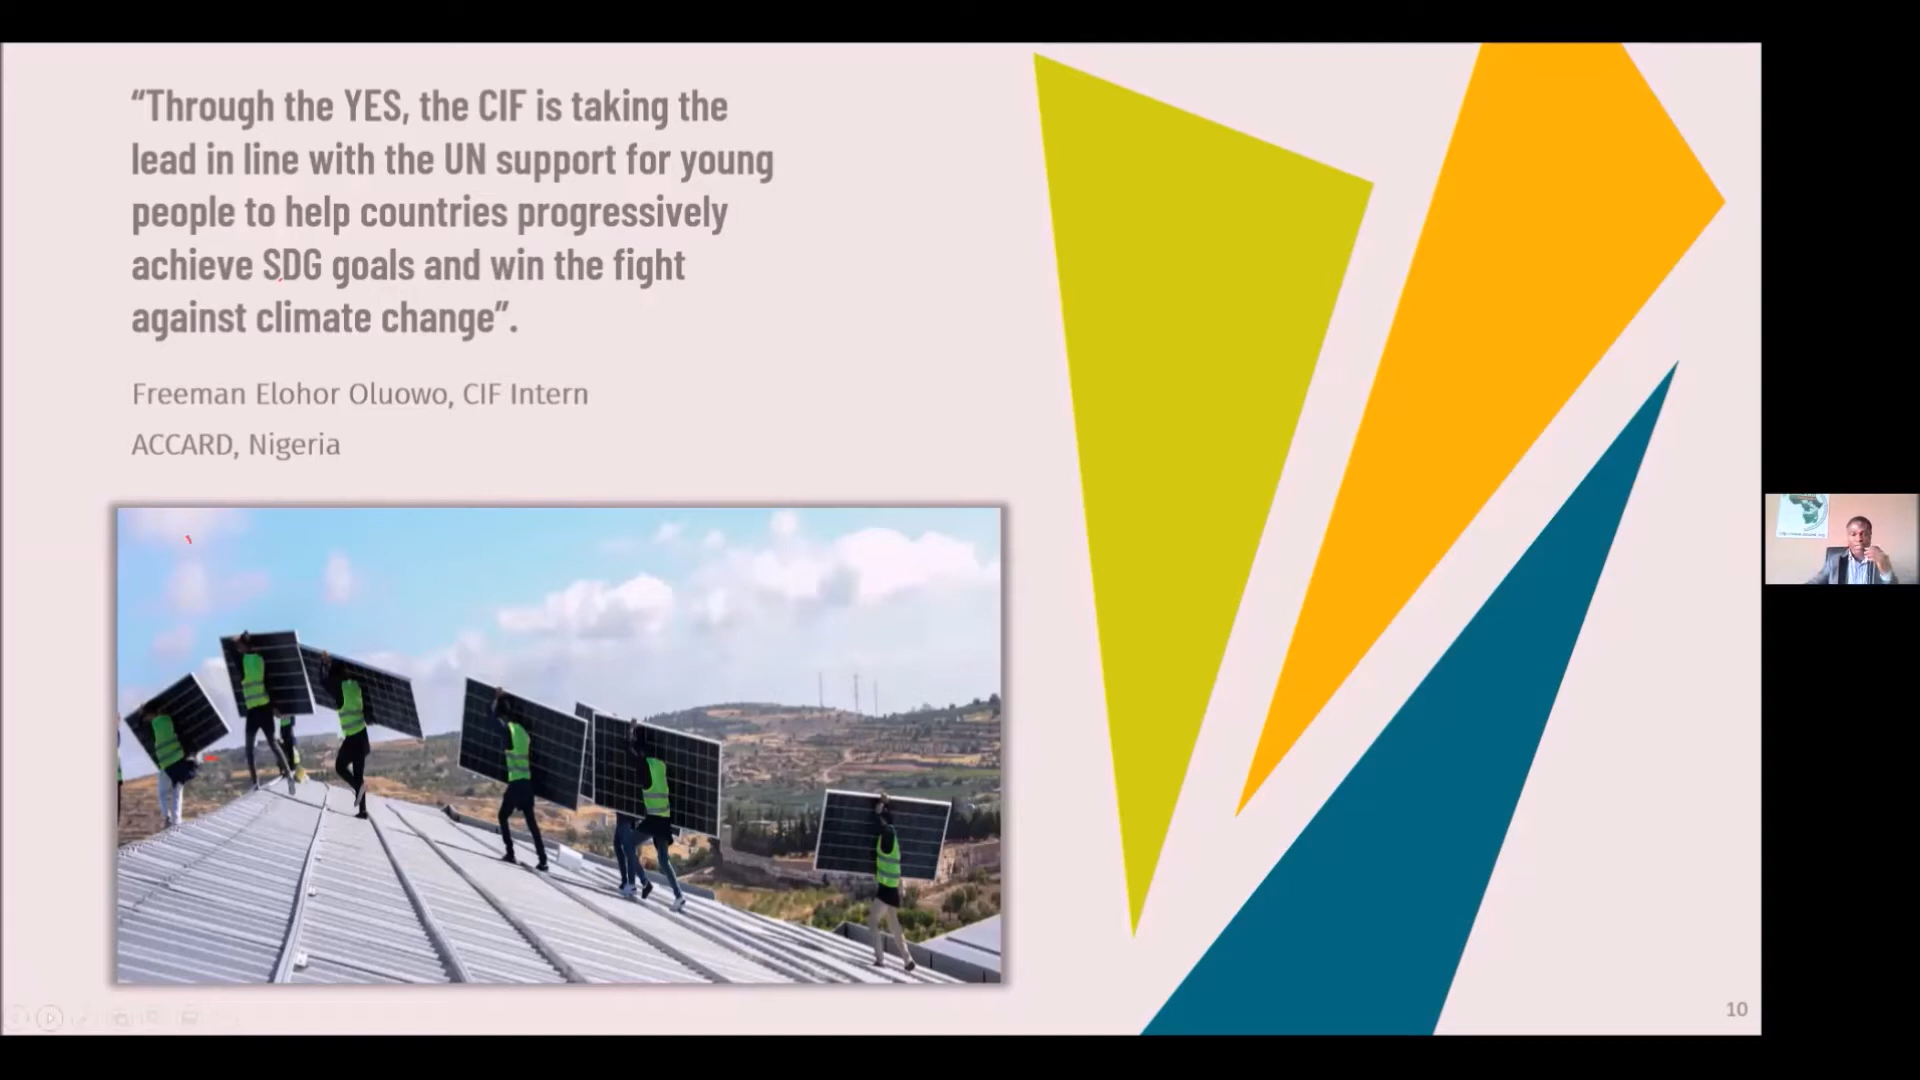 “Through the YES, the CIF is taking the
lead in line with the UN support for young
people to help countries progressively
achieve SDG goals and win the fight
against climate change”.
Freeman Elohor Oluowo, CIF Intern
ACCARD, Nigeria
10